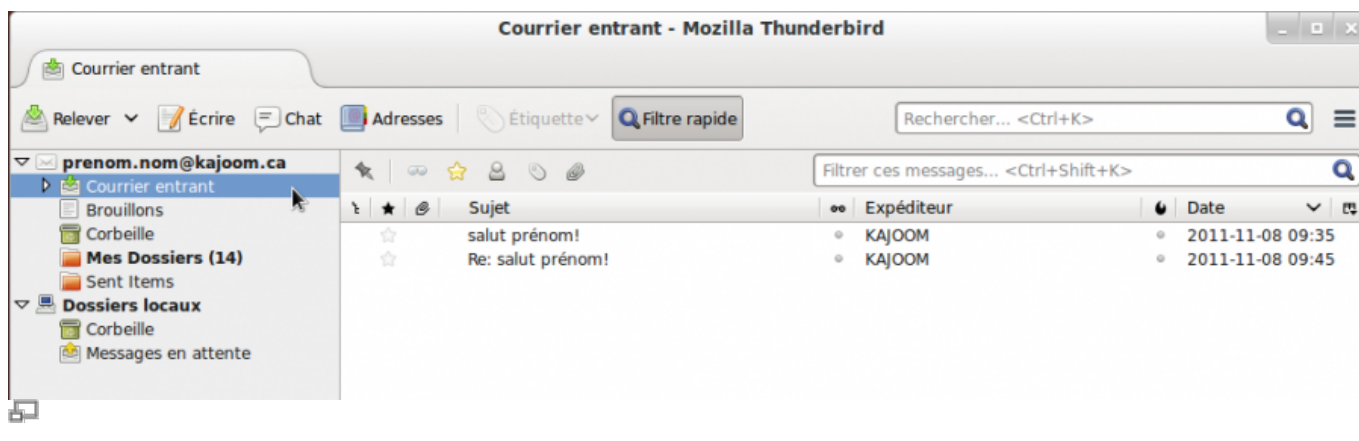 Courrier entrant - Mozilla Thunderbird
Courrier entrant
Relever Écrire Chat Adresses Étiquette Filtre rapide Rechercher... <Ctrl+K>
prenom.nom@kajoom.ca
Filtrer ces messages... <Ctrl+Shift+K>
Courrier entrant
Brouillons
Corbeille
Mes Dossiers (14)
Sent Items
Dossiers locaux
Corbeille
Messages en attente
Sujet Expéditeur Date
salut prénom! KAJOOM 2011-11-08 09:35
Re: salut prénom! KAJOOM 2011-11-08 09:45